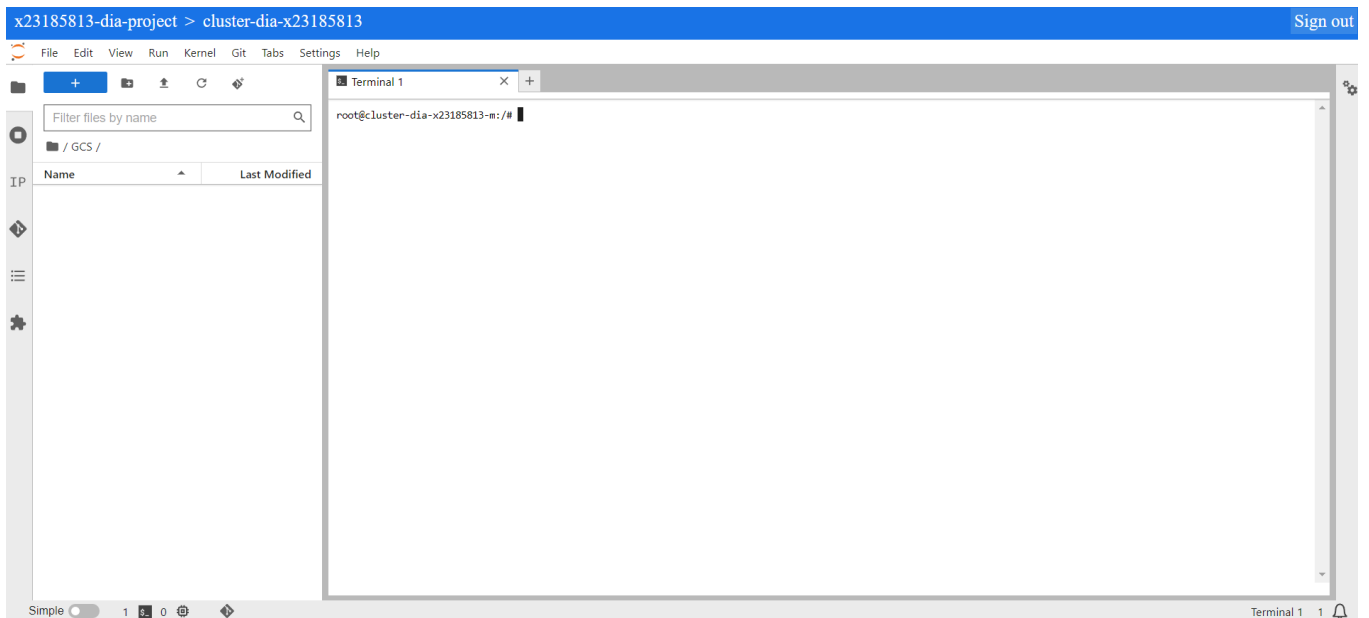 x23185813-dia-project > cluster-dia-x23185813 Sign out
File Edit View Run Kernel Git Tabs Settings Help
+ Terminal 1 × +
Filter files by name
root@cluster-dia-x23185813-m:/#
/ GCS /
Name Last Modified
IP
Simple 1 $_ 0 Terminal 1 1